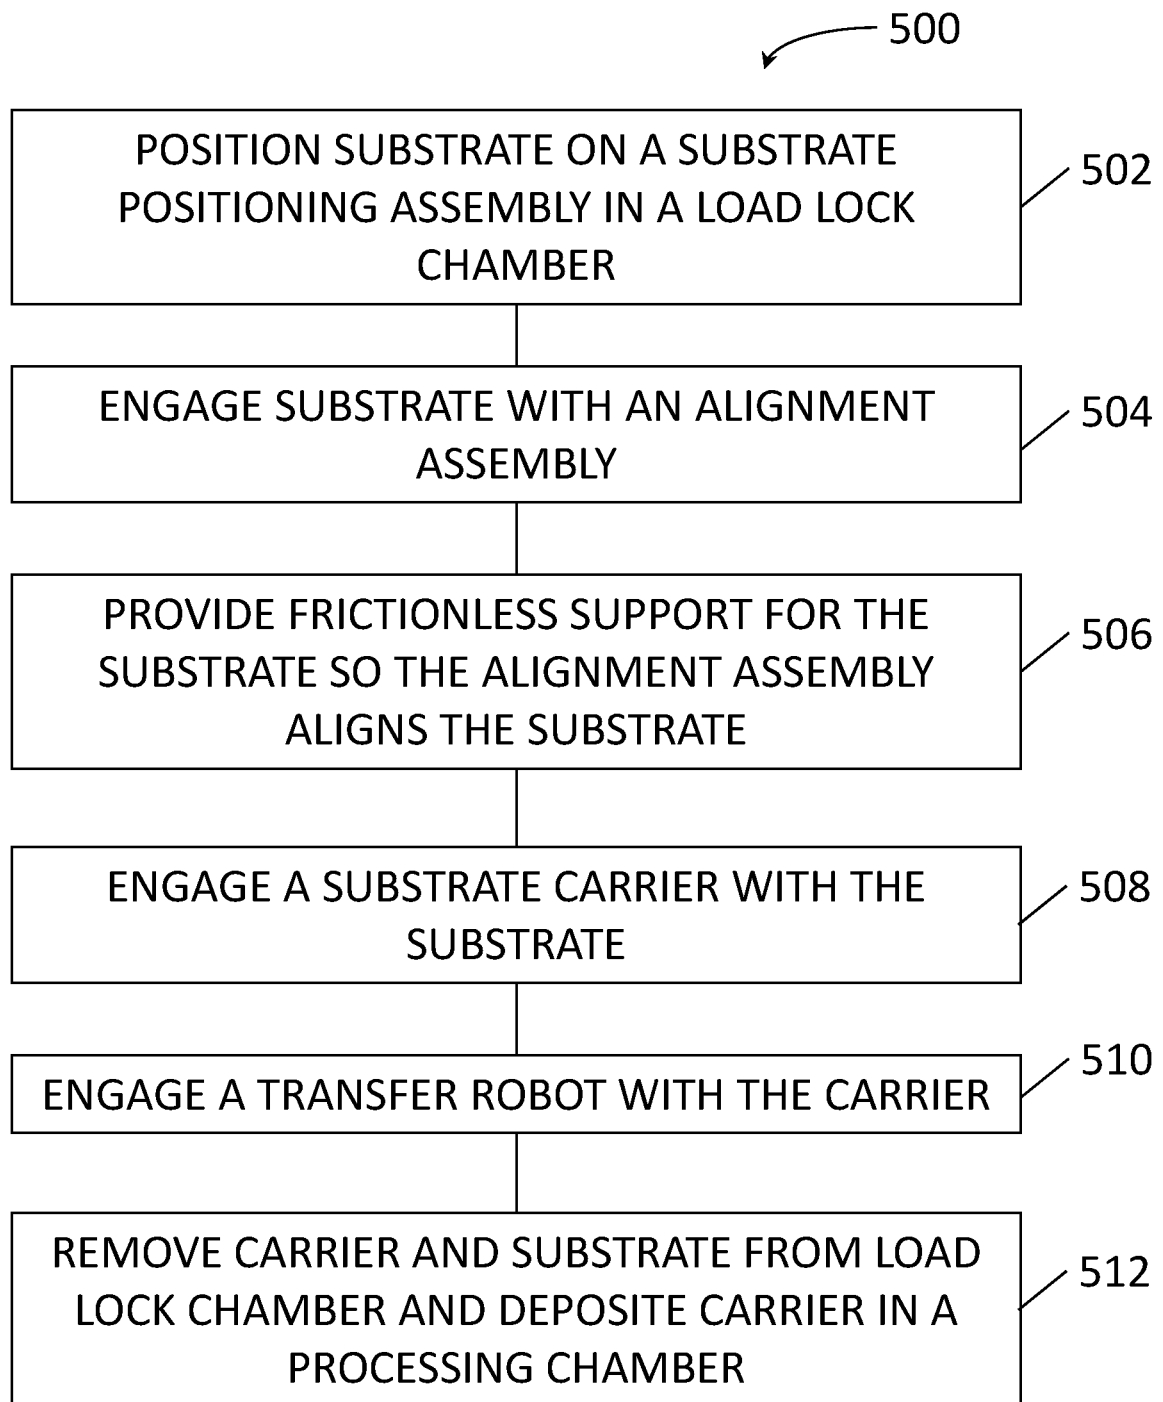 500
POSITION SUBSTRATE ON A SUBSTRATE
POSITIONING ASSEMBLY IN A LOAD LOCK
CHAMBER
502
ENGAGE SUBSTRATE WITH AN ALIGNMENT
ASSEMBLY
504
PROVIDE FRICTIONLESS SUPPORT FOR THE
SUBSTRATE SO THE ALIGNMENT ASSEMBLY
ALIGNS THE SUBSTRATE
506
ENGAGE A SUBSTRATE CARRIER WITH THE
SUBSTRATE
508
ENGAGE A TRANSFER ROBOT WITH THE CARRIER
510
REMOVE CARRIER AND SUBSTRATE FROM LOAD
LOCK CHAMBER AND DEPOSITE CARRIER IN A
PROCESSING CHAMBER
512